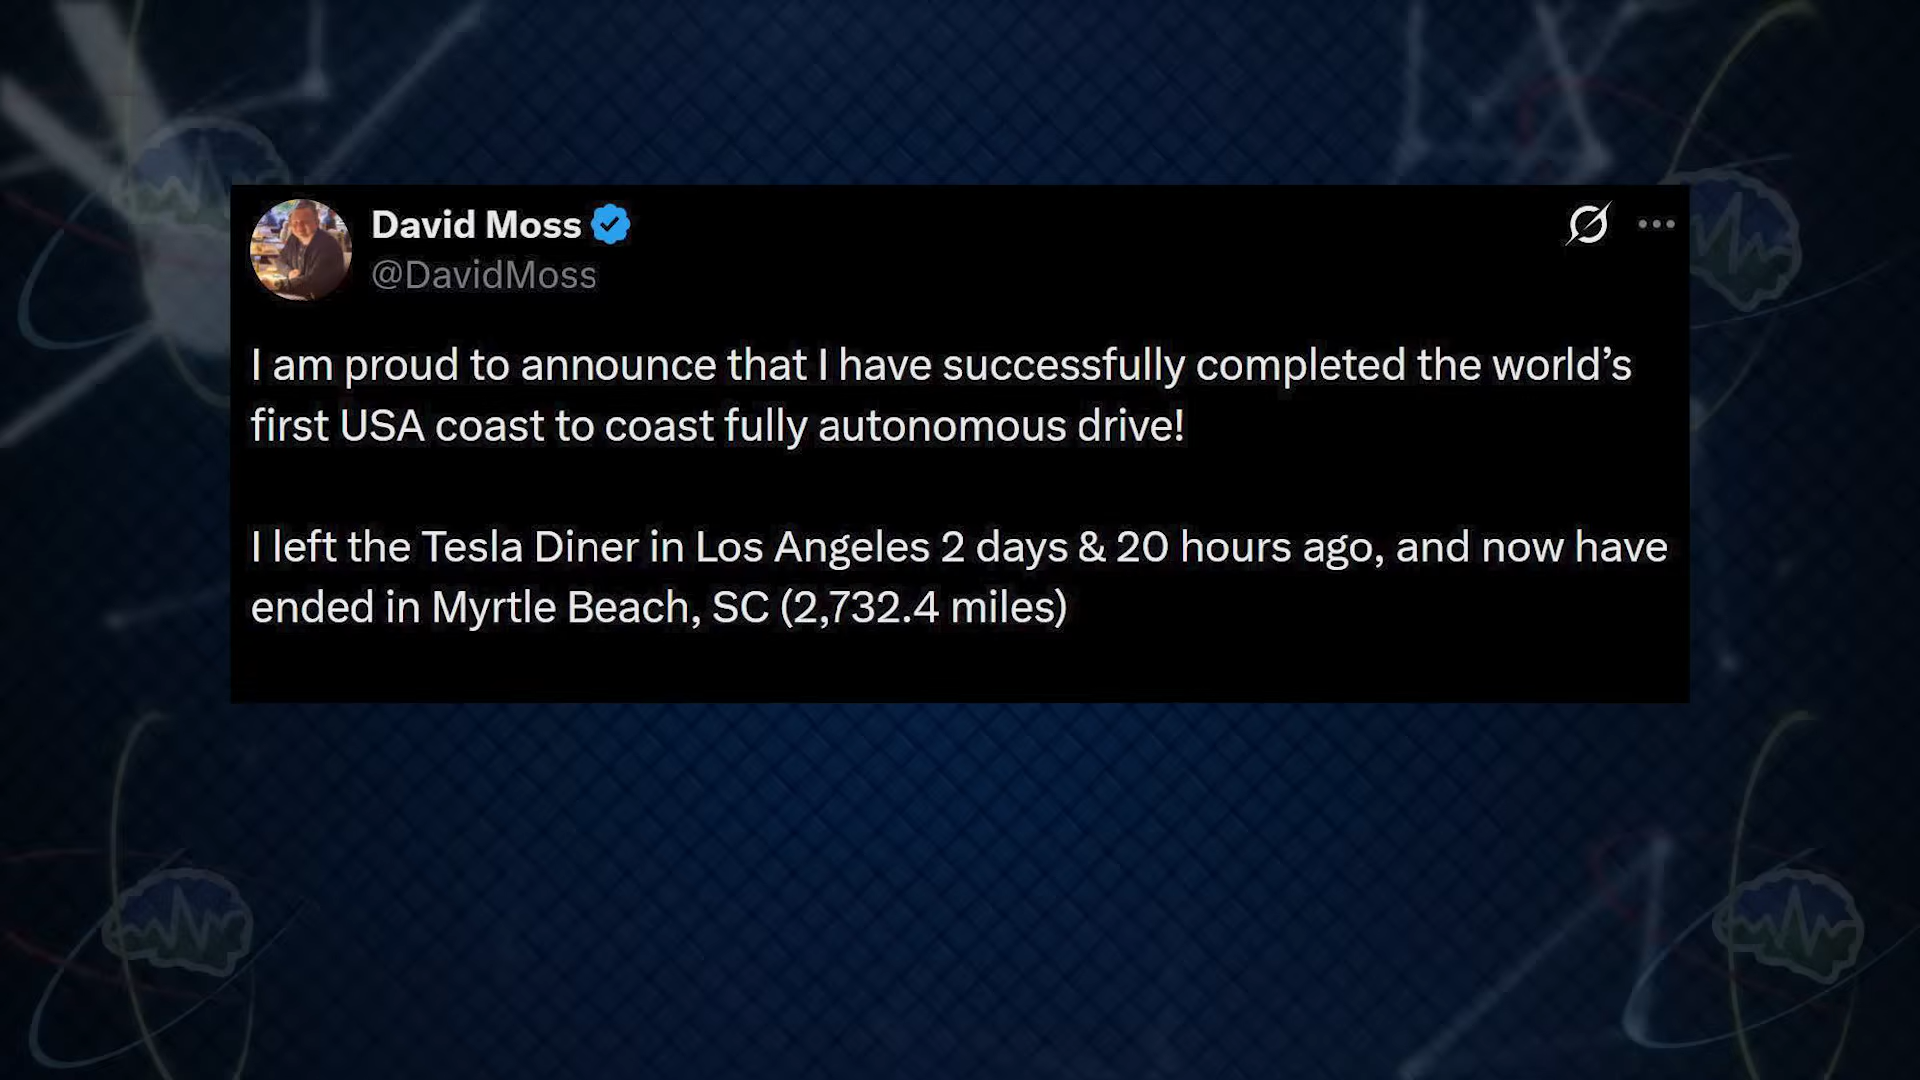 David Moss
@DavidMoss
I am proud to announce that I have successfully completed the world’s
first USA coast to coast fully autonomous drive!
I left the Tesla Diner in Los Angeles 2 days & 20 hours ago, and now have
ended in Myrtle Beach, SC (2,732.4 miles)